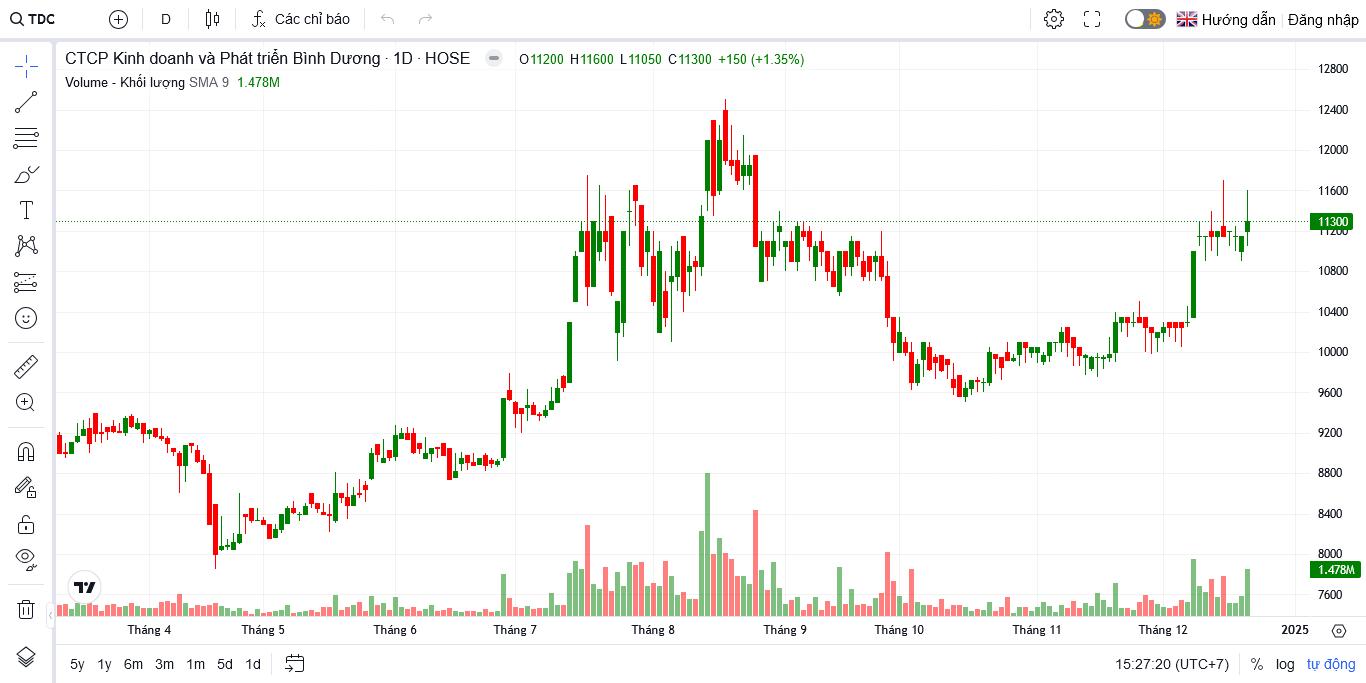 TDC
D
Các chỉ báo
Hướng dẫn
Đăng nhập
CTCP Kinh doanh và Phát triển Bình Dương · 1D · HOSE
O11200 H11600 L11050 C11300 +150 (+1.35%)
Volume - Khối lượng SMA 9 1.478M
12800
12400
12000
11600
11300
11200
10800
10400
10000
9600
9200
8800
8400
8000
1.478M
7600
Tháng 4 Tháng 5 Tháng 6 Tháng 7 Tháng 8 Tháng 9 Tháng 10 Tháng 11 Tháng 12 2025
5y 1y 6m 3m 1m 5d 1d
15:27:20 (UTC+7) % log tự động